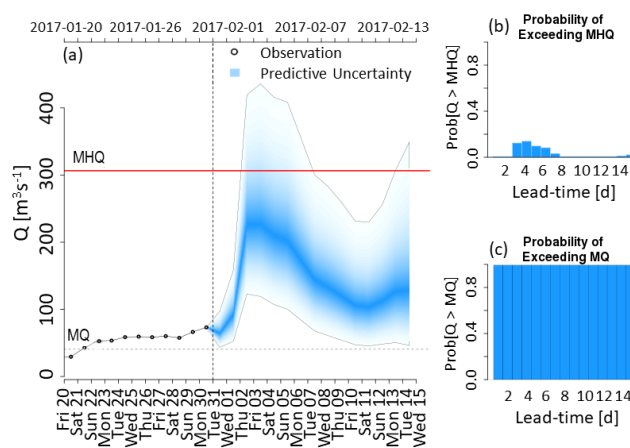 2017-01-20 2017-01-26 2017-02-01 2017-02-07 2017-02-13
(a)
Observation
Predictive Uncertainty
MHQ
MQ
Q [m³s⁻¹]
0 100 200 300 400
Fri 20
Sat 21
Sun 22
Mon 23
Tue 24
Wed 25
Thu 26
Fri 27
Sat 28
Sun 29
Mon 30
Tue 31
Wed 01
Thu 02
Fri 03
Sat 04
Sun 05
Mon 06
Tue 07
Wed 08
Thu 09
Fri 10
Sat 11
Sun 12
Mon 13
Tue 14
Wed 15
(b)
Probability of
Exceeding MHQ
Prob[Q > MHQ]
0.0 0.4 0.8
2 4 6 8 10 12 14
Lead-time [d]
(c)
Probability of
Exceeding MQ
Prob[Q > MQ]
0.0 0.4 0.8
2 4 6 8 10 12 14
Lead-time [d]